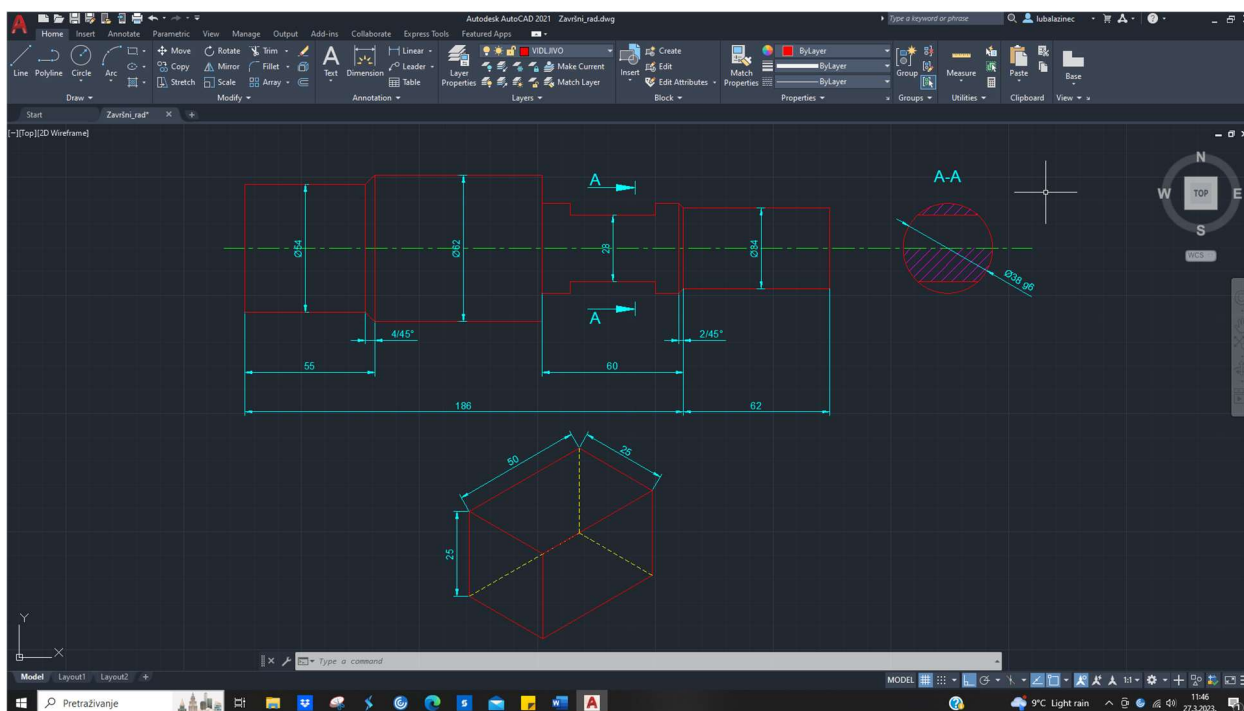 Autodesk AutoCAD 2021 Završni_rad.dwg
Type a keyword or phrase
lubalazinec
Home Insert Annotate Parametric View Manage Output Add-ins Collaborate Express Tools Featured Apps
Line Polyline Circle Arc
Move Rotate Trim
Copy Mirror Fillet
Stretch Scale Array
Text Dimension
Linear
Leader
Table
Layer Properties
VIDLJIVO
Make Current
Match Layer
Insert
Create
Edit
Edit Attributes
Match Properties
ByLayer
ByLayer
ByLayer
Group
Measure
Paste
Base
Draw Modify Annotation Layers Block Properties Groups Utilities Clipboard View
Start Završni_rad*
[−][Top][2D Wireframe]
A
A
A-A
Ø54
Ø62
28
Ø34
Ø38 g6
4/45°
2/45°
55
60
186
62
50
25
25
N
W TOP E
S
WCS
Y
X
Type a command
Model Layout1 Layout2 +
MODEL
1:1
Pretraživanje
9°C Light rain
11:46
27.3.2023.